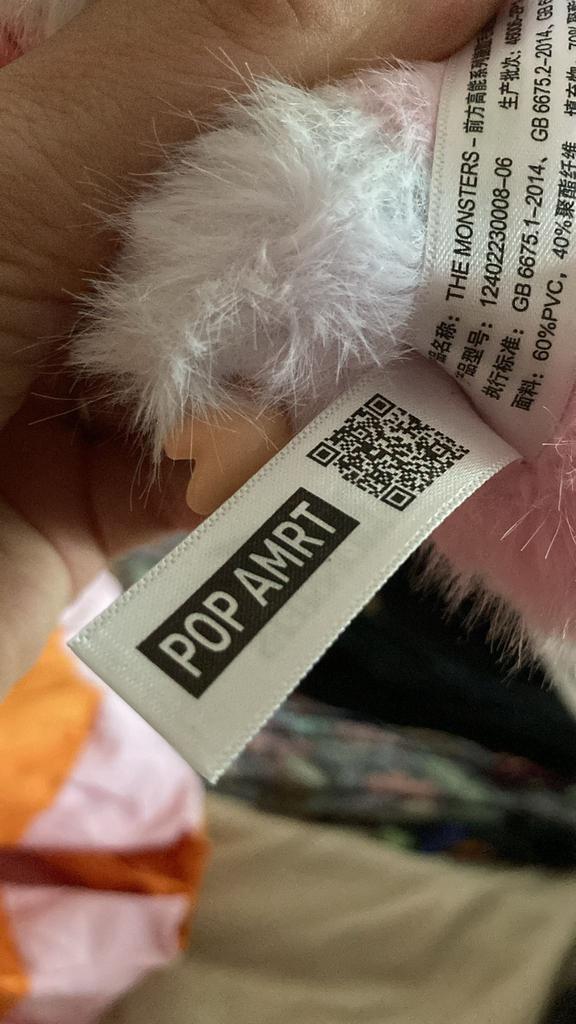 THE MONSTERS – 前方高能系列
12402230008-06
生产批次:
执行标准: GB 6675.1-2014、 GB 6675.2-2014、
面料: 60%PVC, 40%聚酯纤维
POP AMRT